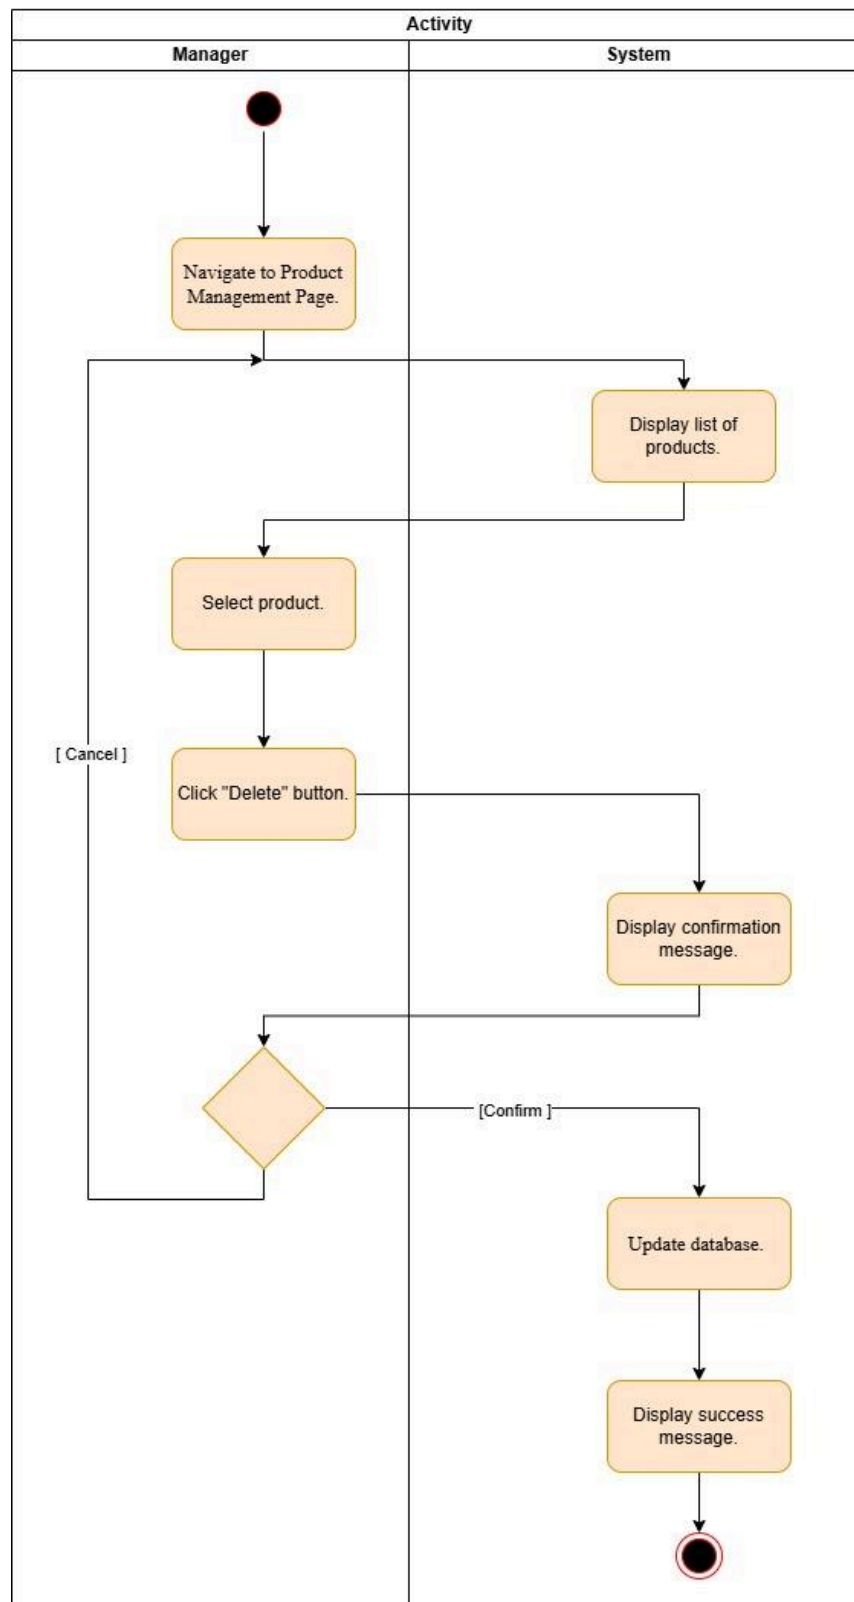 Activity
Manager
System
Navigate to Product
Management Page.
Display list of
products.
Select product.
[ Cancel ]
Click "Delete" button.
Display confirmation
message.
[Confirm ]
Update database.
Display success
message.